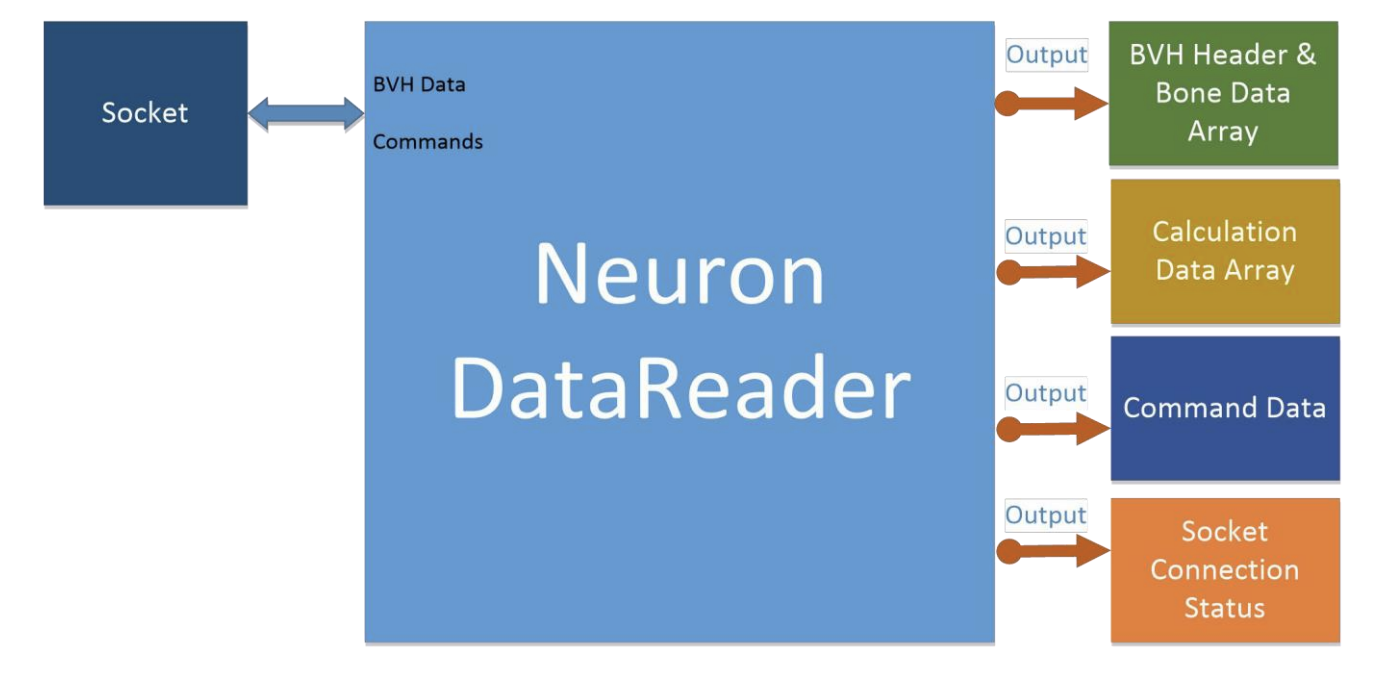 Socket
BVH Data
Commands
Neuron
DataReader
Output
BVH Header &
Bone Data
Array
Output
Calculation
Data Array
Output
Command Data
Output
Socket
Connection
Status